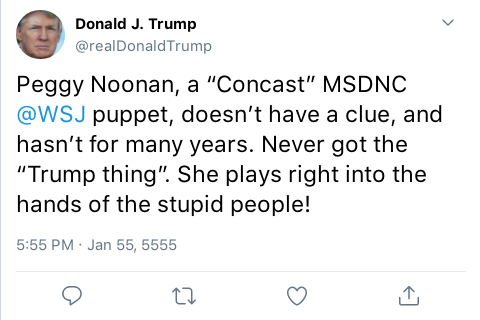 Donald J. Trump
@realDonaldTrump
Peggy Noonan, a “Concast” MSDNC
@WSJ puppet, doesn’t have a clue, and
hasn’t for many years. Never got the
“Trump thing”. She plays right into the
hands of the stupid people!
5:55 PM · Jan 55, 5555